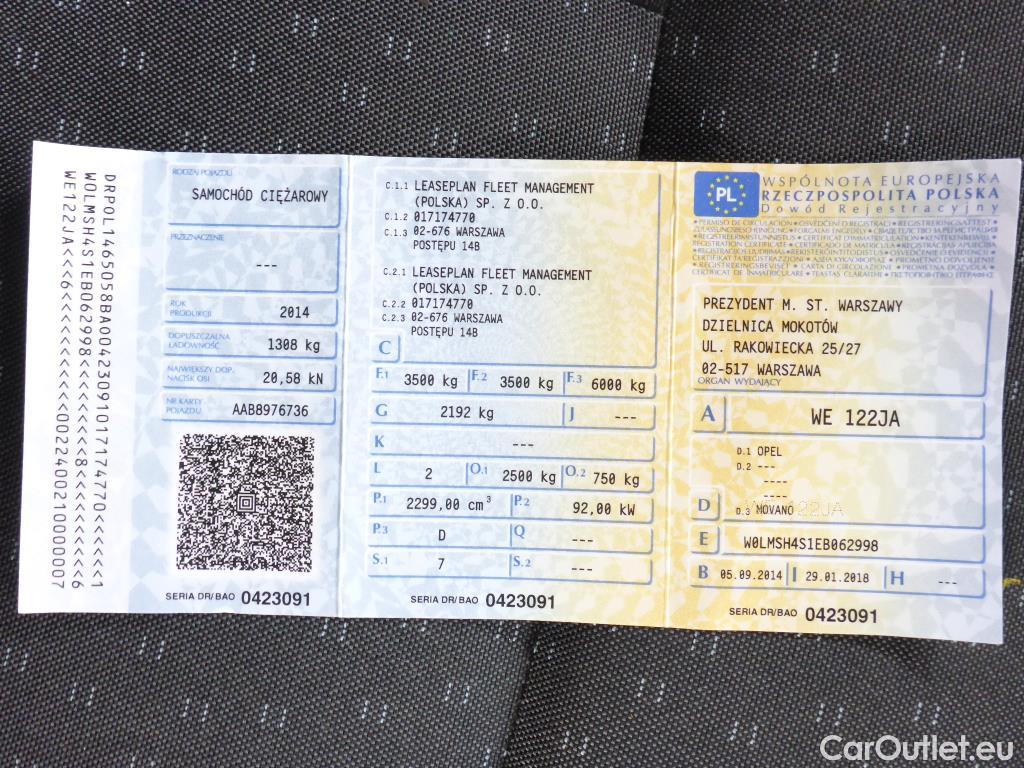 DRPOL1465058BA00423091017174770<<<<<<1
W0LMSH4S1EB062998<<<<<<<<8<<<<<<<<<<<6
WE122JA<<<6<<<<<<<<<<<<00224002100000007
RODZAJ POJAZDU
SAMOCHÓD CIĘŻAROWY
PRZEZNACZENIE
---
ROK PRODUKCJI 2014
DOPUSZCZALNA ŁADOWNOŚĆ 1308 kg
NAJWIĘKSZY DOP. NACISK OSI 20,58 kN
NR KARTY POJAZDU AAB8976736
SERIA DR/BAO 0423091
C.1.1 LEASEPLAN FLEET MANAGEMENT
(POLSKA) SP. Z O.O.
C.1.2 017174770
C.1.3 02-676 WARSZAWA
POSTĘPU 14B
C.2.1 LEASEPLAN FLEET MANAGEMENT
(POLSKA) SP. Z O.O.
C.2.2 017174770
C.2.3 02-676 WARSZAWA
POSTĘPU 14B
C
F.1 3500 kg F.2 3500 kg F.3 6000 kg
G 2192 kg J ---
K ---
L 2 O.1 2500 kg O.2 750 kg
P.1 2299,00 cm³ P.2 92,00 kW
P.3 D Q ---
S.1 7 S.2 ---
SERIA DR/BAO 0423091
PL
WSPÓLNOTA EUROPEJSKA
RZECZPOSPOLITA POLSKA
Dowód Rejestracyjny
PREZYDENT M. ST. WARSZAWY
DZIELNICA MOKOTÓW
UL. RAKOWIECKA 25/27
02-517 WARSZAWA
ORGAN WYDAJĄCY
A WE 122JA
D.1 OPEL
D.2 ---
----
D D.3 MOVANO
E W0LMSH4S1EB062998
B 05.09.2014 I 29.01.2018 H ---
SERIA DR/BAO 0423091
CarOutlet.eu